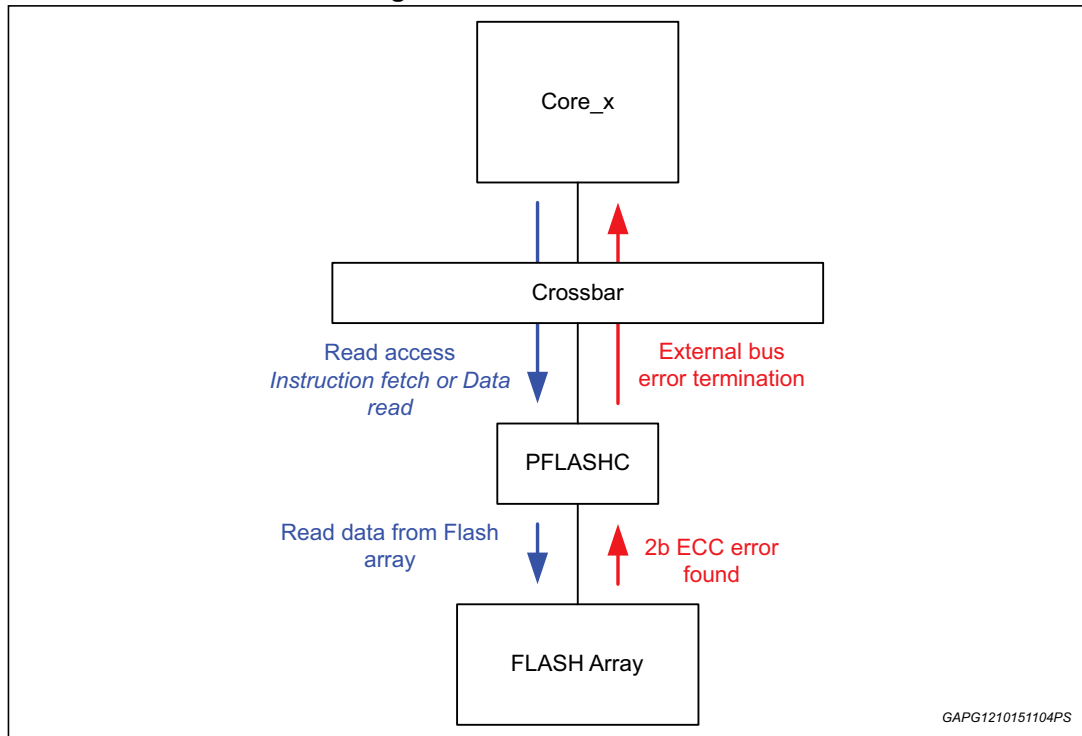 Core_x
Crossbar
Read access
Instruction fetch or Data
read
External bus
error termination
PFLASHC
Read data from Flash
array
2b ECC error
found
FLASH Array
GAPG1210151104PS